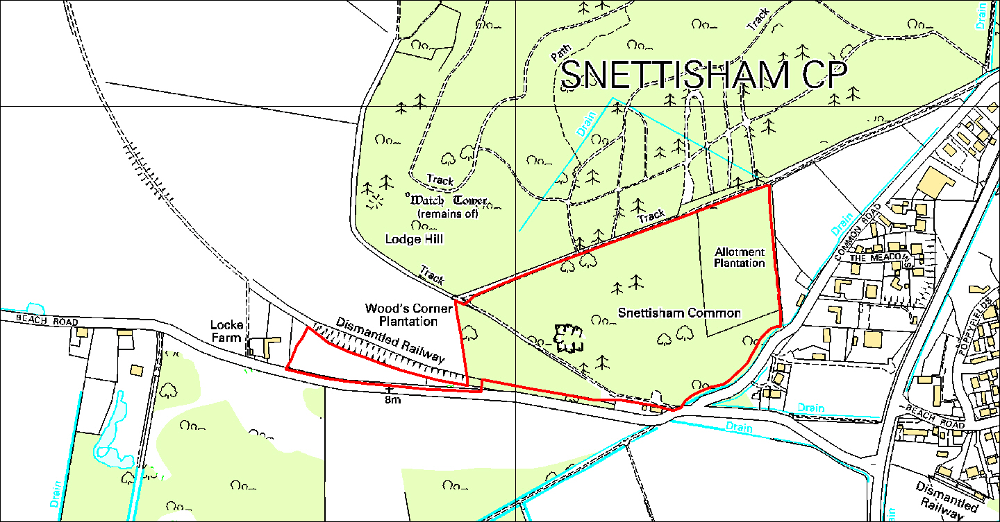 Drain
Track
Path
SNETTISHAM CP
Drain
Track
Watch Tower
(remains of)
Track
Drain
COMMON ROAD
Lodge Hill
Allotment
Plantation
THE MEADOWS
Track
Wood's Corner
Plantation
Snettisham Common
BEACH ROAD
Locke
Farm
Dismantled Railway
POPPYFIELDS
8m
Drain
BEACH ROAD
Drain
Drain
Dismantled
Railway
ain